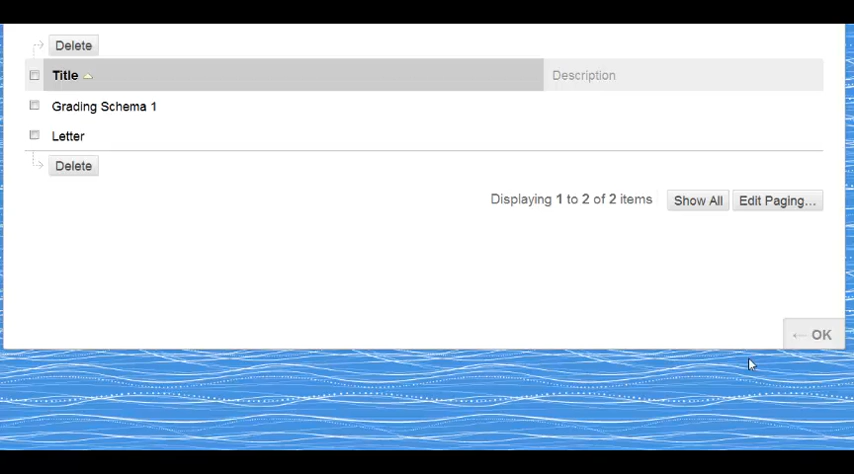 Delete
Title Description
Grading Schema 1
Letter
Delete
Displaying 1 to 2 of 2 items Show All Edit Paging...
← OK